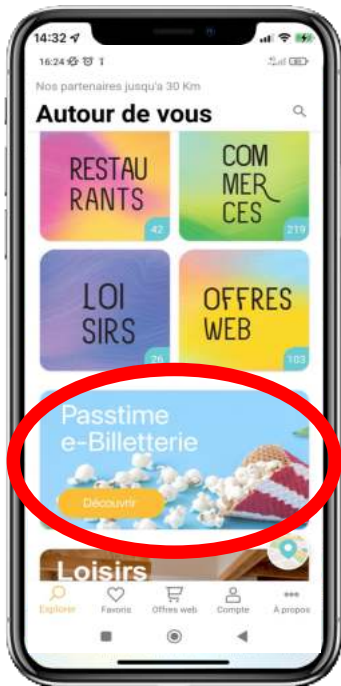 14:32
16:24
Nos partenaires jusqu'a 30 Km
Autour de vous
RESTAU
RANTS
42
COM
MER
CES
219
LOI
SIRS
26
OFFRES
WEB
103
Passtime
e-Billetterie
Découvrir
Loisirs
Explorer
Favoris
Offres web
Compte
À propos